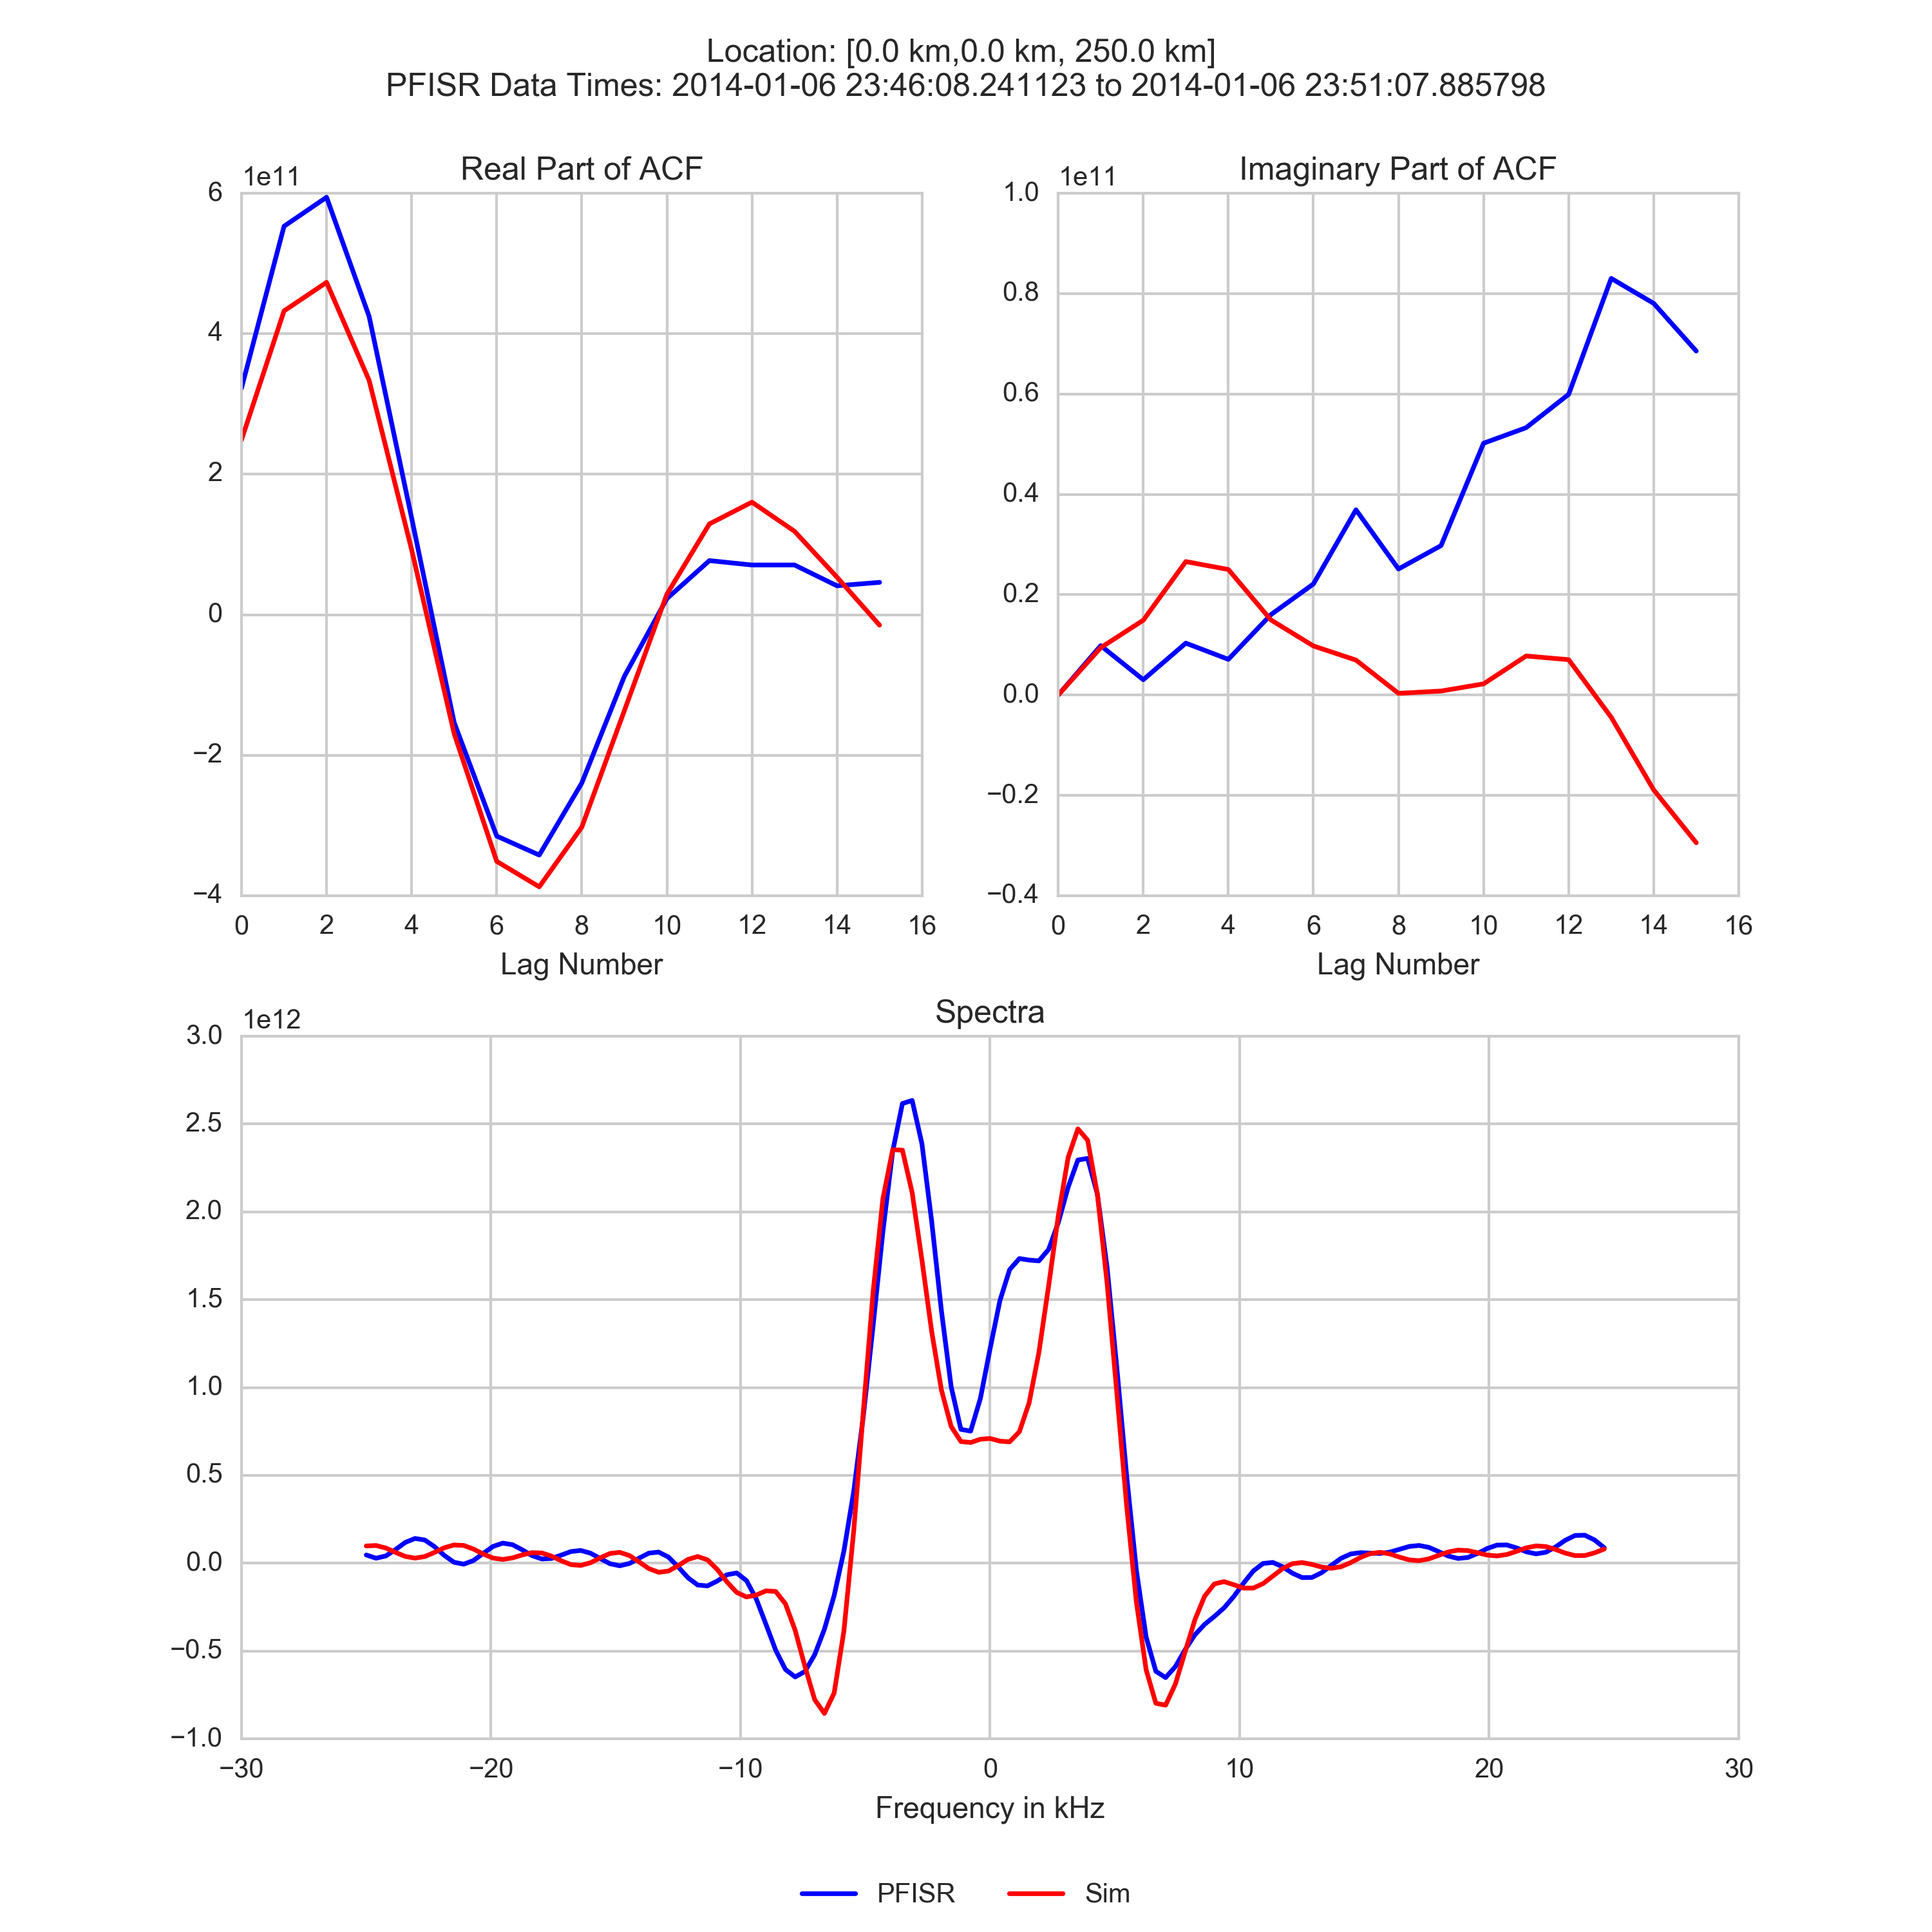 Location: [0.0 km,0.0 km, 250.0 km]
PFISR Data Times: 2014-01-06 23:46:08.241123 to 2014-01-06 23:51:07.885798
Real Part of ACF
1e11
6
4
2
0
−2
−4
0 2 4 6 8 10 12 14 16
Lag Number
Imaginary Part of ACF
1e11
1.0
0.8
0.6
0.4
0.2
0.0
−0.2
−0.4
0 2 4 6 8 10 12 14 16
Lag Number
Spectra
1e12
3.0
2.5
2.0
1.5
1.0
0.5
0.0
−0.5
−1.0
−30 −20 −10 0 10 20 30
Frequency in kHz
PFISR Sim